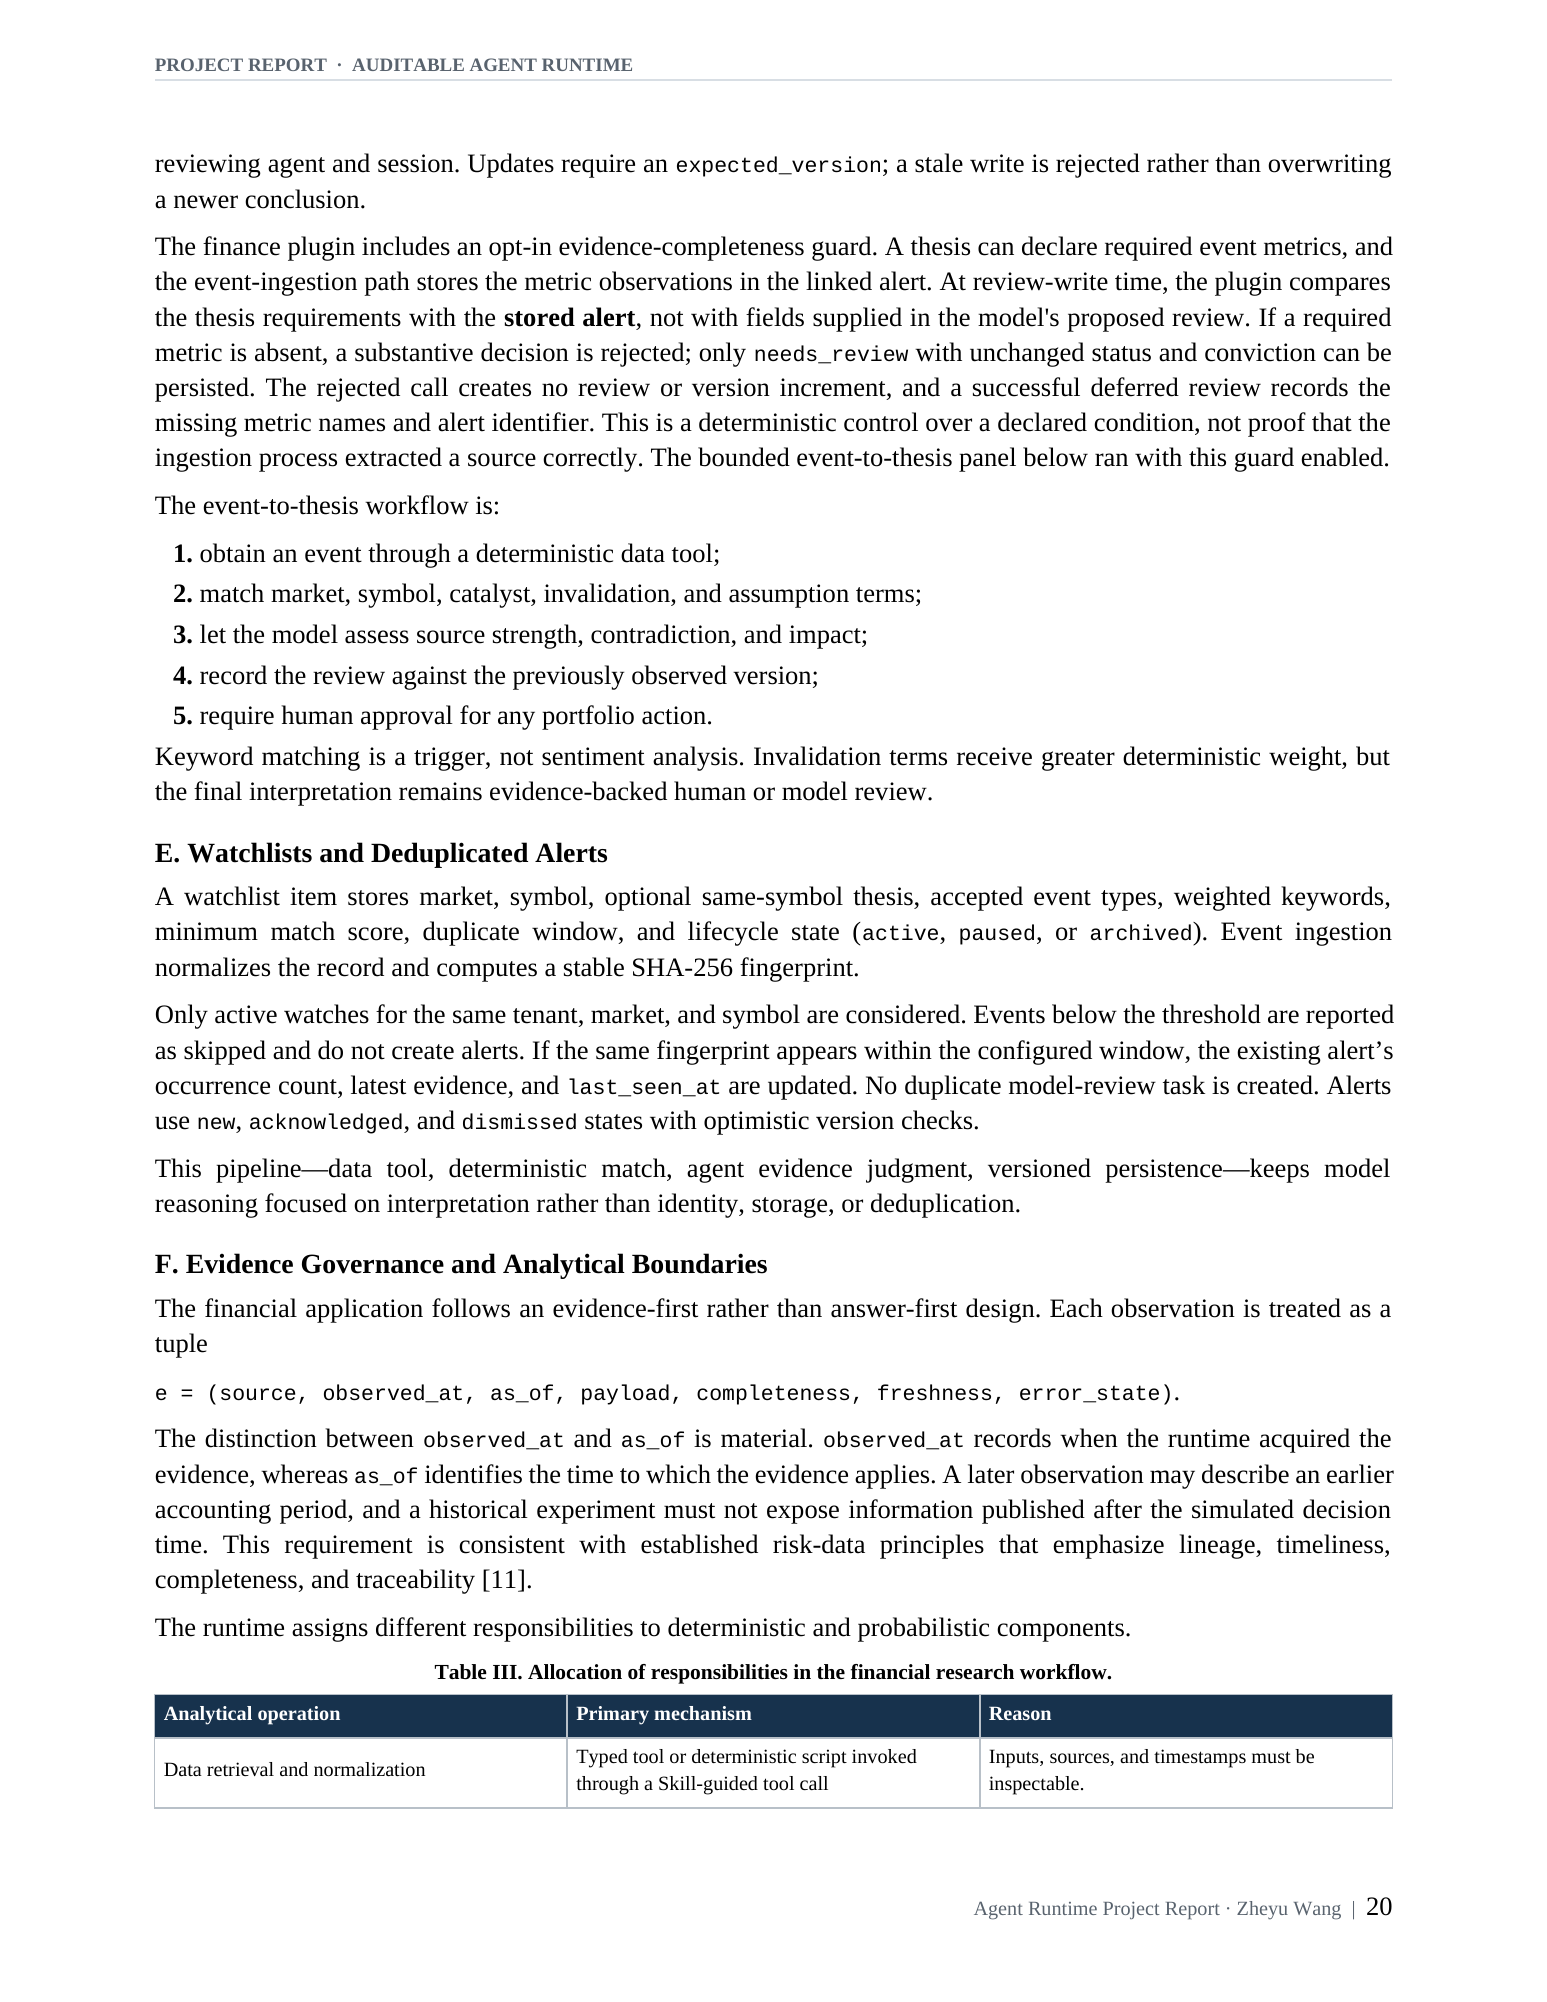 PROJECT REPORT · AUDITABLE AGENT RUNTIME
reviewing agent and session. Updates require an expected_version; a stale write is rejected rather than overwriting
a newer conclusion.
The finance plugin includes an opt-in evidence-completeness guard. A thesis can declare required event metrics, and
the event-ingestion path stores the metric observations in the linked alert. At review-write time, the plugin compares
the thesis requirements with the stored alert, not with fields supplied in the model's proposed review. If a required
metric is absent, a substantive decision is rejected; only needs_review with unchanged status and conviction can be
persisted. The rejected call creates no review or version increment, and a successful deferred review records the
missing metric names and alert identifier. This is a deterministic control over a declared condition, not proof that the
ingestion process extracted a source correctly. The bounded event-to-thesis panel below ran with this guard enabled.
The event-to-thesis workflow is:
1. obtain an event through a deterministic data tool;
2. match market, symbol, catalyst, invalidation, and assumption terms;
3. let the model assess source strength, contradiction, and impact;
4. record the review against the previously observed version;
5. require human approval for any portfolio action.
Keyword matching is a trigger, not sentiment analysis. Invalidation terms receive greater deterministic weight, but
the final interpretation remains evidence-backed human or model review.
E. Watchlists and Deduplicated Alerts
A watchlist item stores market, symbol, optional same-symbol thesis, accepted event types, weighted keywords,
minimum match score, duplicate window, and lifecycle state (active, paused, or archived). Event ingestion
normalizes the record and computes a stable SHA-256 fingerprint.
Only active watches for the same tenant, market, and symbol are considered. Events below the threshold are reported
as skipped and do not create alerts. If the same fingerprint appears within the configured window, the existing alert’s
occurrence count, latest evidence, and last_seen_at are updated. No duplicate model-review task is created. Alerts
use new, acknowledged, and dismissed states with optimistic version checks.
This pipeline—data tool, deterministic match, agent evidence judgment, versioned persistence—keeps model
reasoning focused on interpretation rather than identity, storage, or deduplication.
F. Evidence Governance and Analytical Boundaries
The financial application follows an evidence-first rather than answer-first design. Each observation is treated as a
tuple
e = (source, observed_at, as_of, payload, completeness, freshness, error_state).
The distinction between observed_at and as_of is material. observed_at records when the runtime acquired the
evidence, whereas as_of identifies the time to which the evidence applies. A later observation may describe an earlier
accounting period, and a historical experiment must not expose information published after the simulated decision
time. This requirement is consistent with established risk-data principles that emphasize lineage, timeliness,
completeness, and traceability [11].
The runtime assigns different responsibilities to deterministic and probabilistic components.
Table III. Allocation of responsibilities in the financial research workflow.
Analytical operation
Primary mechanism
Reason
Data retrieval and normalization
Typed tool or deterministic script invoked
through a Skill-guided tool call
Inputs, sources, and timestamps must be
inspectable.
Agent Runtime Project Report · Zheyu Wang | 20